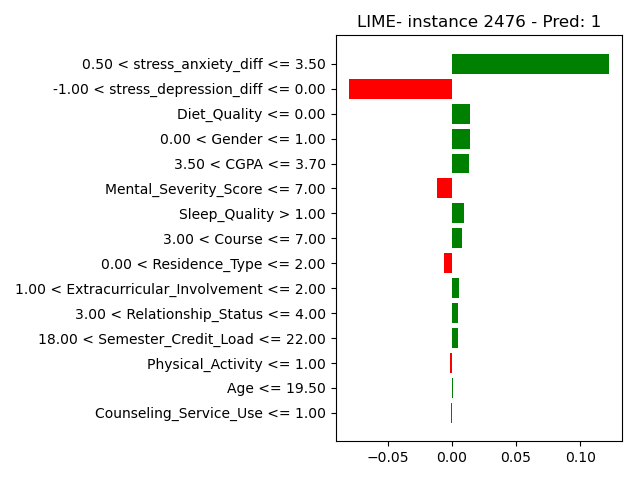 LIME- instance 2476 - Pred: 1
0.50 < stress_anxiety_diff <= 3.50
-1.00 < stress_depression_diff <= 0.00
Diet_Quality <= 0.00
0.00 < Gender <= 1.00
3.50 < CGPA <= 3.70
Mental_Severity_Score <= 7.00
Sleep_Quality > 1.00
3.00 < Course <= 7.00
0.00 < Residence_Type <= 2.00
1.00 < Extracurricular_Involvement <= 2.00
3.00 < Relationship_Status <= 4.00
18.00 < Semester_Credit_Load <= 22.00
Physical_Activity <= 1.00
Age <= 19.50
Counseling_Service_Use <= 1.00
−0.05 0.00 0.05 0.10